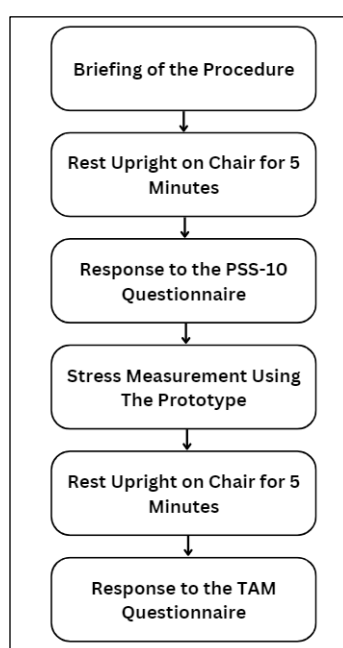 Briefing of the Procedure
Rest Upright on Chair for 5
Minutes
Response to the PSS-10
Questionnaire
Stress Measurement Using
The Prototype
Rest Upright on Chair for 5
Minutes
Response to the TAM
Questionnaire